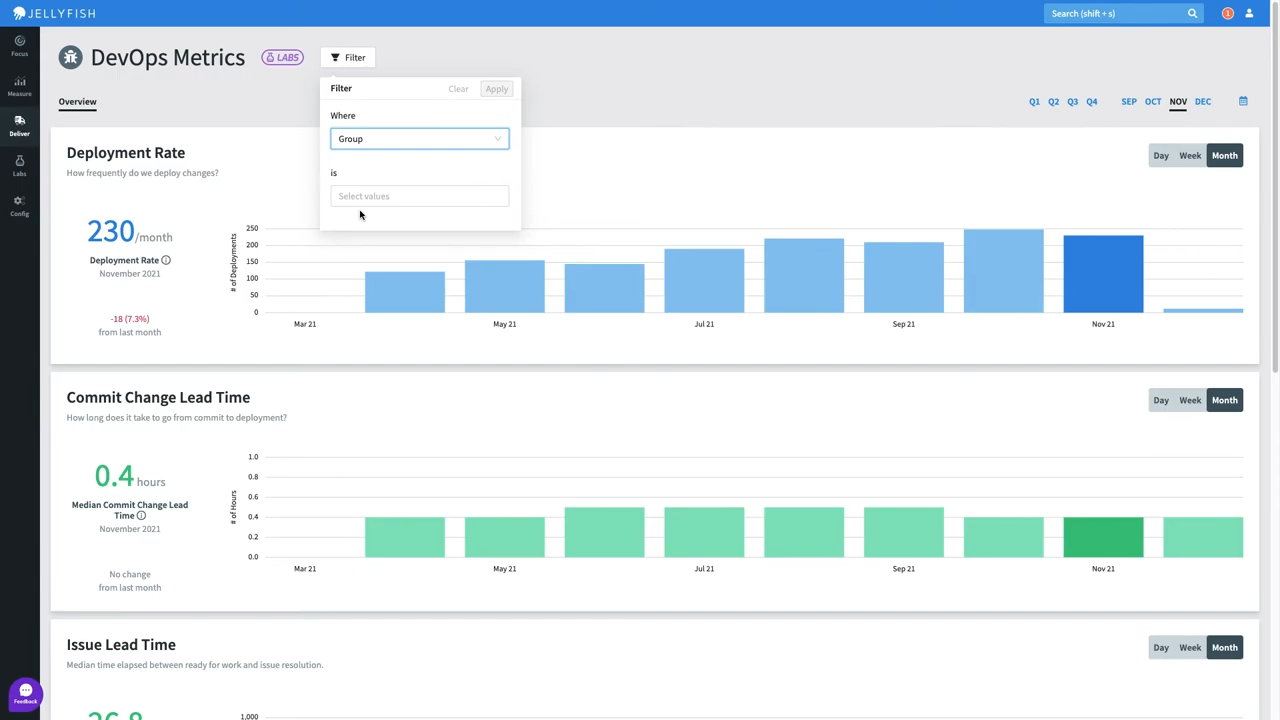 JELLYFISH
Search (shift + s)
1
Focus
Measure
Deliver
Labs
Config
DevOps Metrics
LABS
Filter
Filter
Clear
Apply
Where
Group
is
Select values
Overview
Q1 Q2 Q3 Q4 SEP OCT NOV DEC
Deployment Rate
How frequently do we deploy changes?
Day Week Month
230/month
Deployment Rate
November 2021
-18 (7.3%)
from last month
# of Deployments
250
200
150
100
50
0
Mar 21 May 21 Jul 21 Sep 21 Nov 21
Commit Change Lead Time
How long does it take to go from commit to deployment?
Day Week Month
0.4 hours
Median Commit Change Lead
Time
November 2021
No change
from last month
# of Hours
1.0
0.8
0.6
0.4
0.2
0.0
Mar 21 May 21 Jul 21 Sep 21 Nov 21
Issue Lead Time
Median time elapsed between ready for work and issue resolution.
Day Week Month
1,000
Feedback